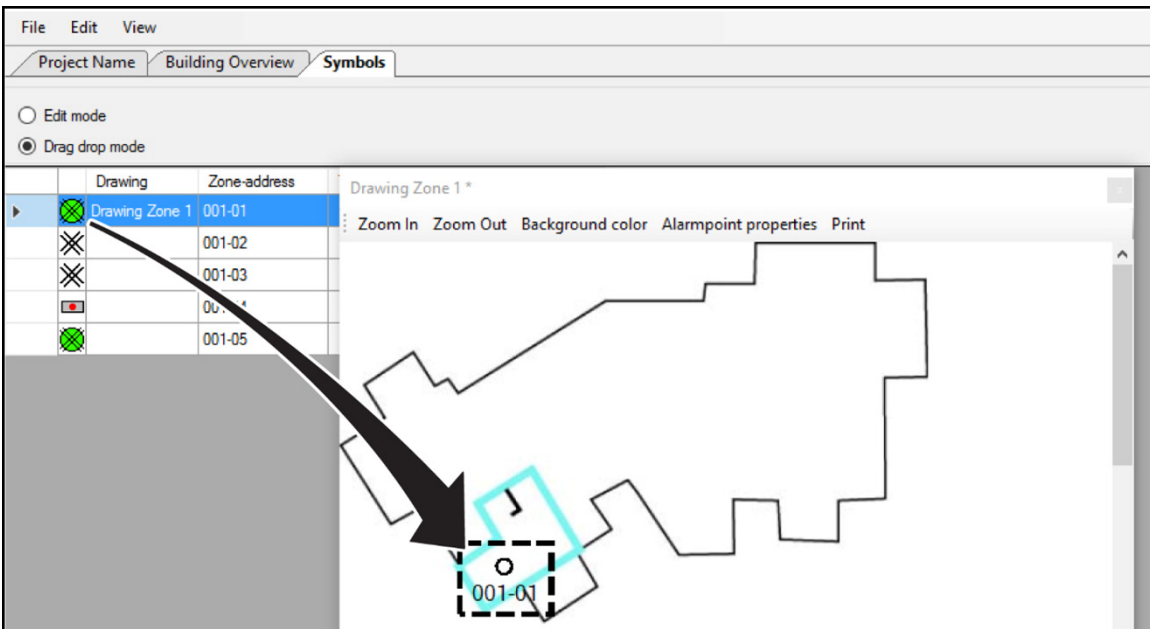 File Edit View
Project Name Building Overview Symbols
Edit mode
Drag drop mode
Drawing Zone-address
Drawing Zone 1 001-01
001-02
001-03
001-05
Drawing Zone 1 *
Zoom In Zoom Out Background color Alarmpoint properties Print
001-01